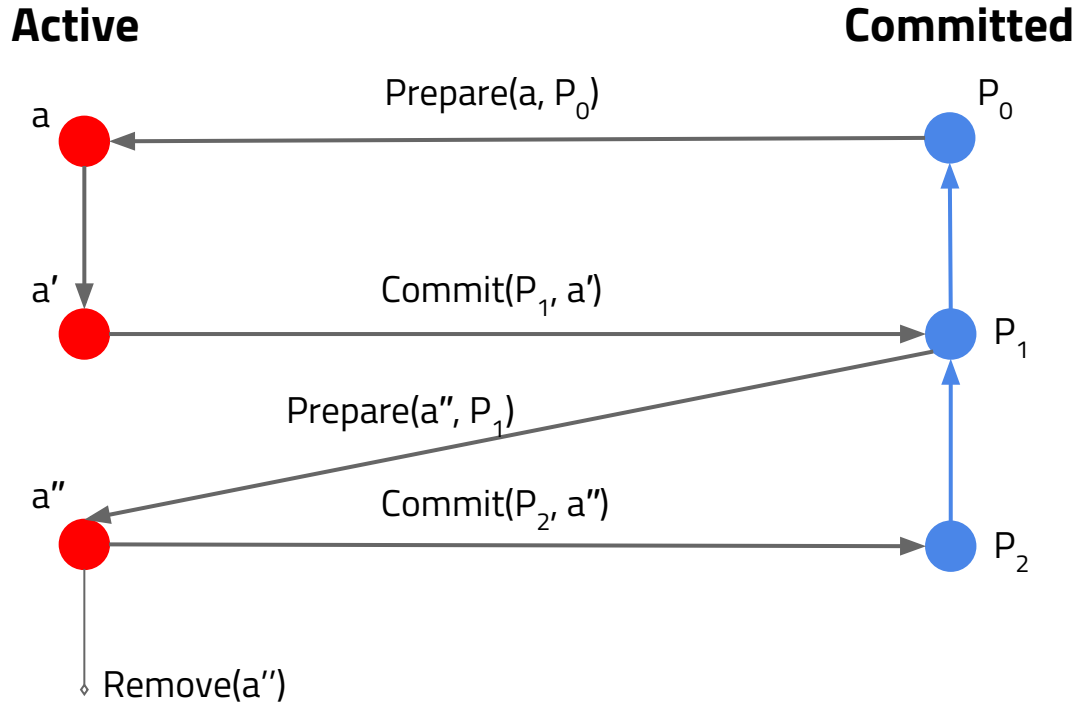 Active
Committed
Prepare(a, P₀)
P₀
a
a′
Commit(P₁, a′)
P₁
Prepare(a″, P₁)
a″
Commit(P₂, a″)
P₂
Remove(a′′)